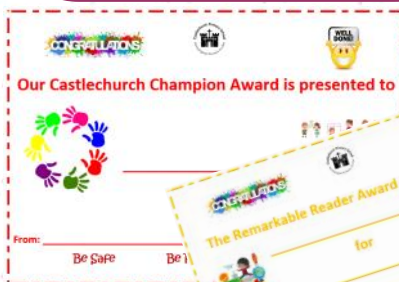 CONGRATULATIONS
WELL DONE!
Our Castlechurch Champion Award is presented to
From:
Be Safe
CONGRATULATIONS
The Remarkable Reader Award
for